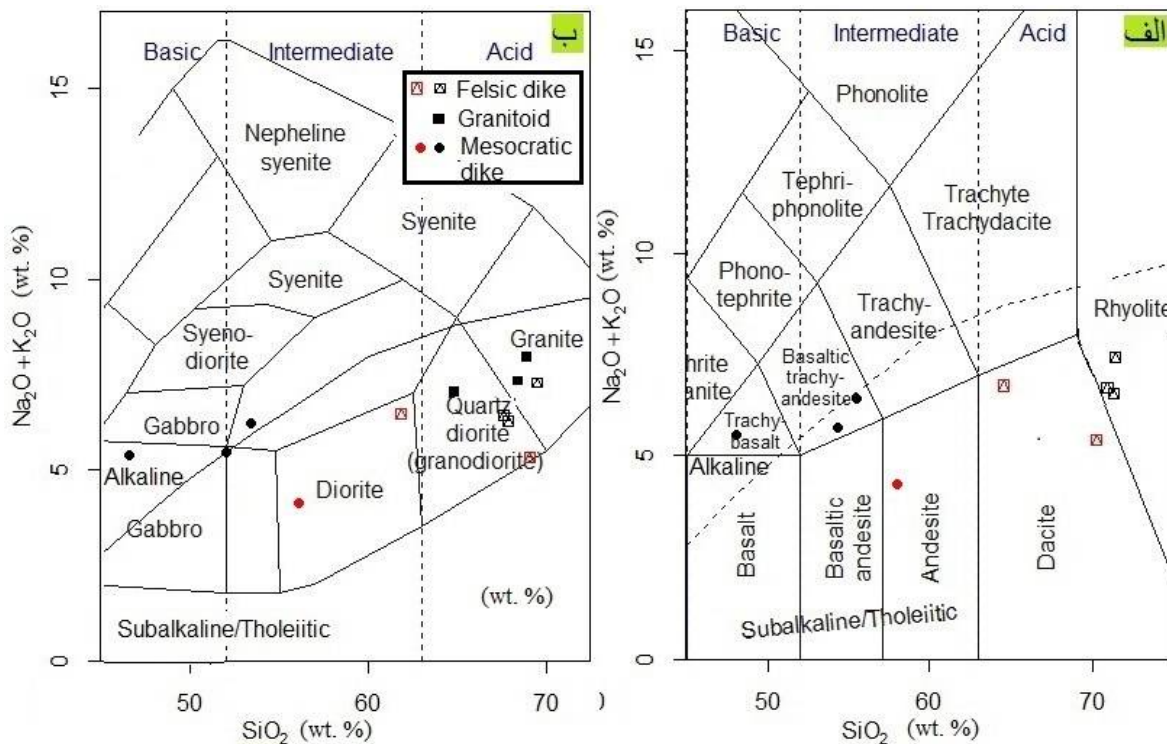 ب
Basic
Intermediate
Acid
Felsic dike
Granitoid
Mesocratic
dike
Nepheline
syenite
Syenite
Syenite
Syeno-
diorite
Granite
Gabbro
Quartz
diorite
(granodiorite)
Alkaline
Diorite
Gabbro
(wt. %)
Subalkaline/Tholeiitic
Na2O+K2O (wt. %)
15
10
5
0
50
60
70
SiO2 (wt. %)
الف
Basic
Intermediate
Acid
Phonolite
Tephri-
phonolite
Trachyte
Trachydacite
Phono-
tephrite
Trachy-
andesite
Rhyolite
hrite
anite
Basaltic
trachy-
andesite
Trachy-
basalt
Alkaline
Basalt
Basaltic
andesite
Andesite
Dacite
Subalkaline/Tholeiitic
Na2O+K2O (wt. %)
15
10
5
0
50
60
70
SiO2 (wt. %)